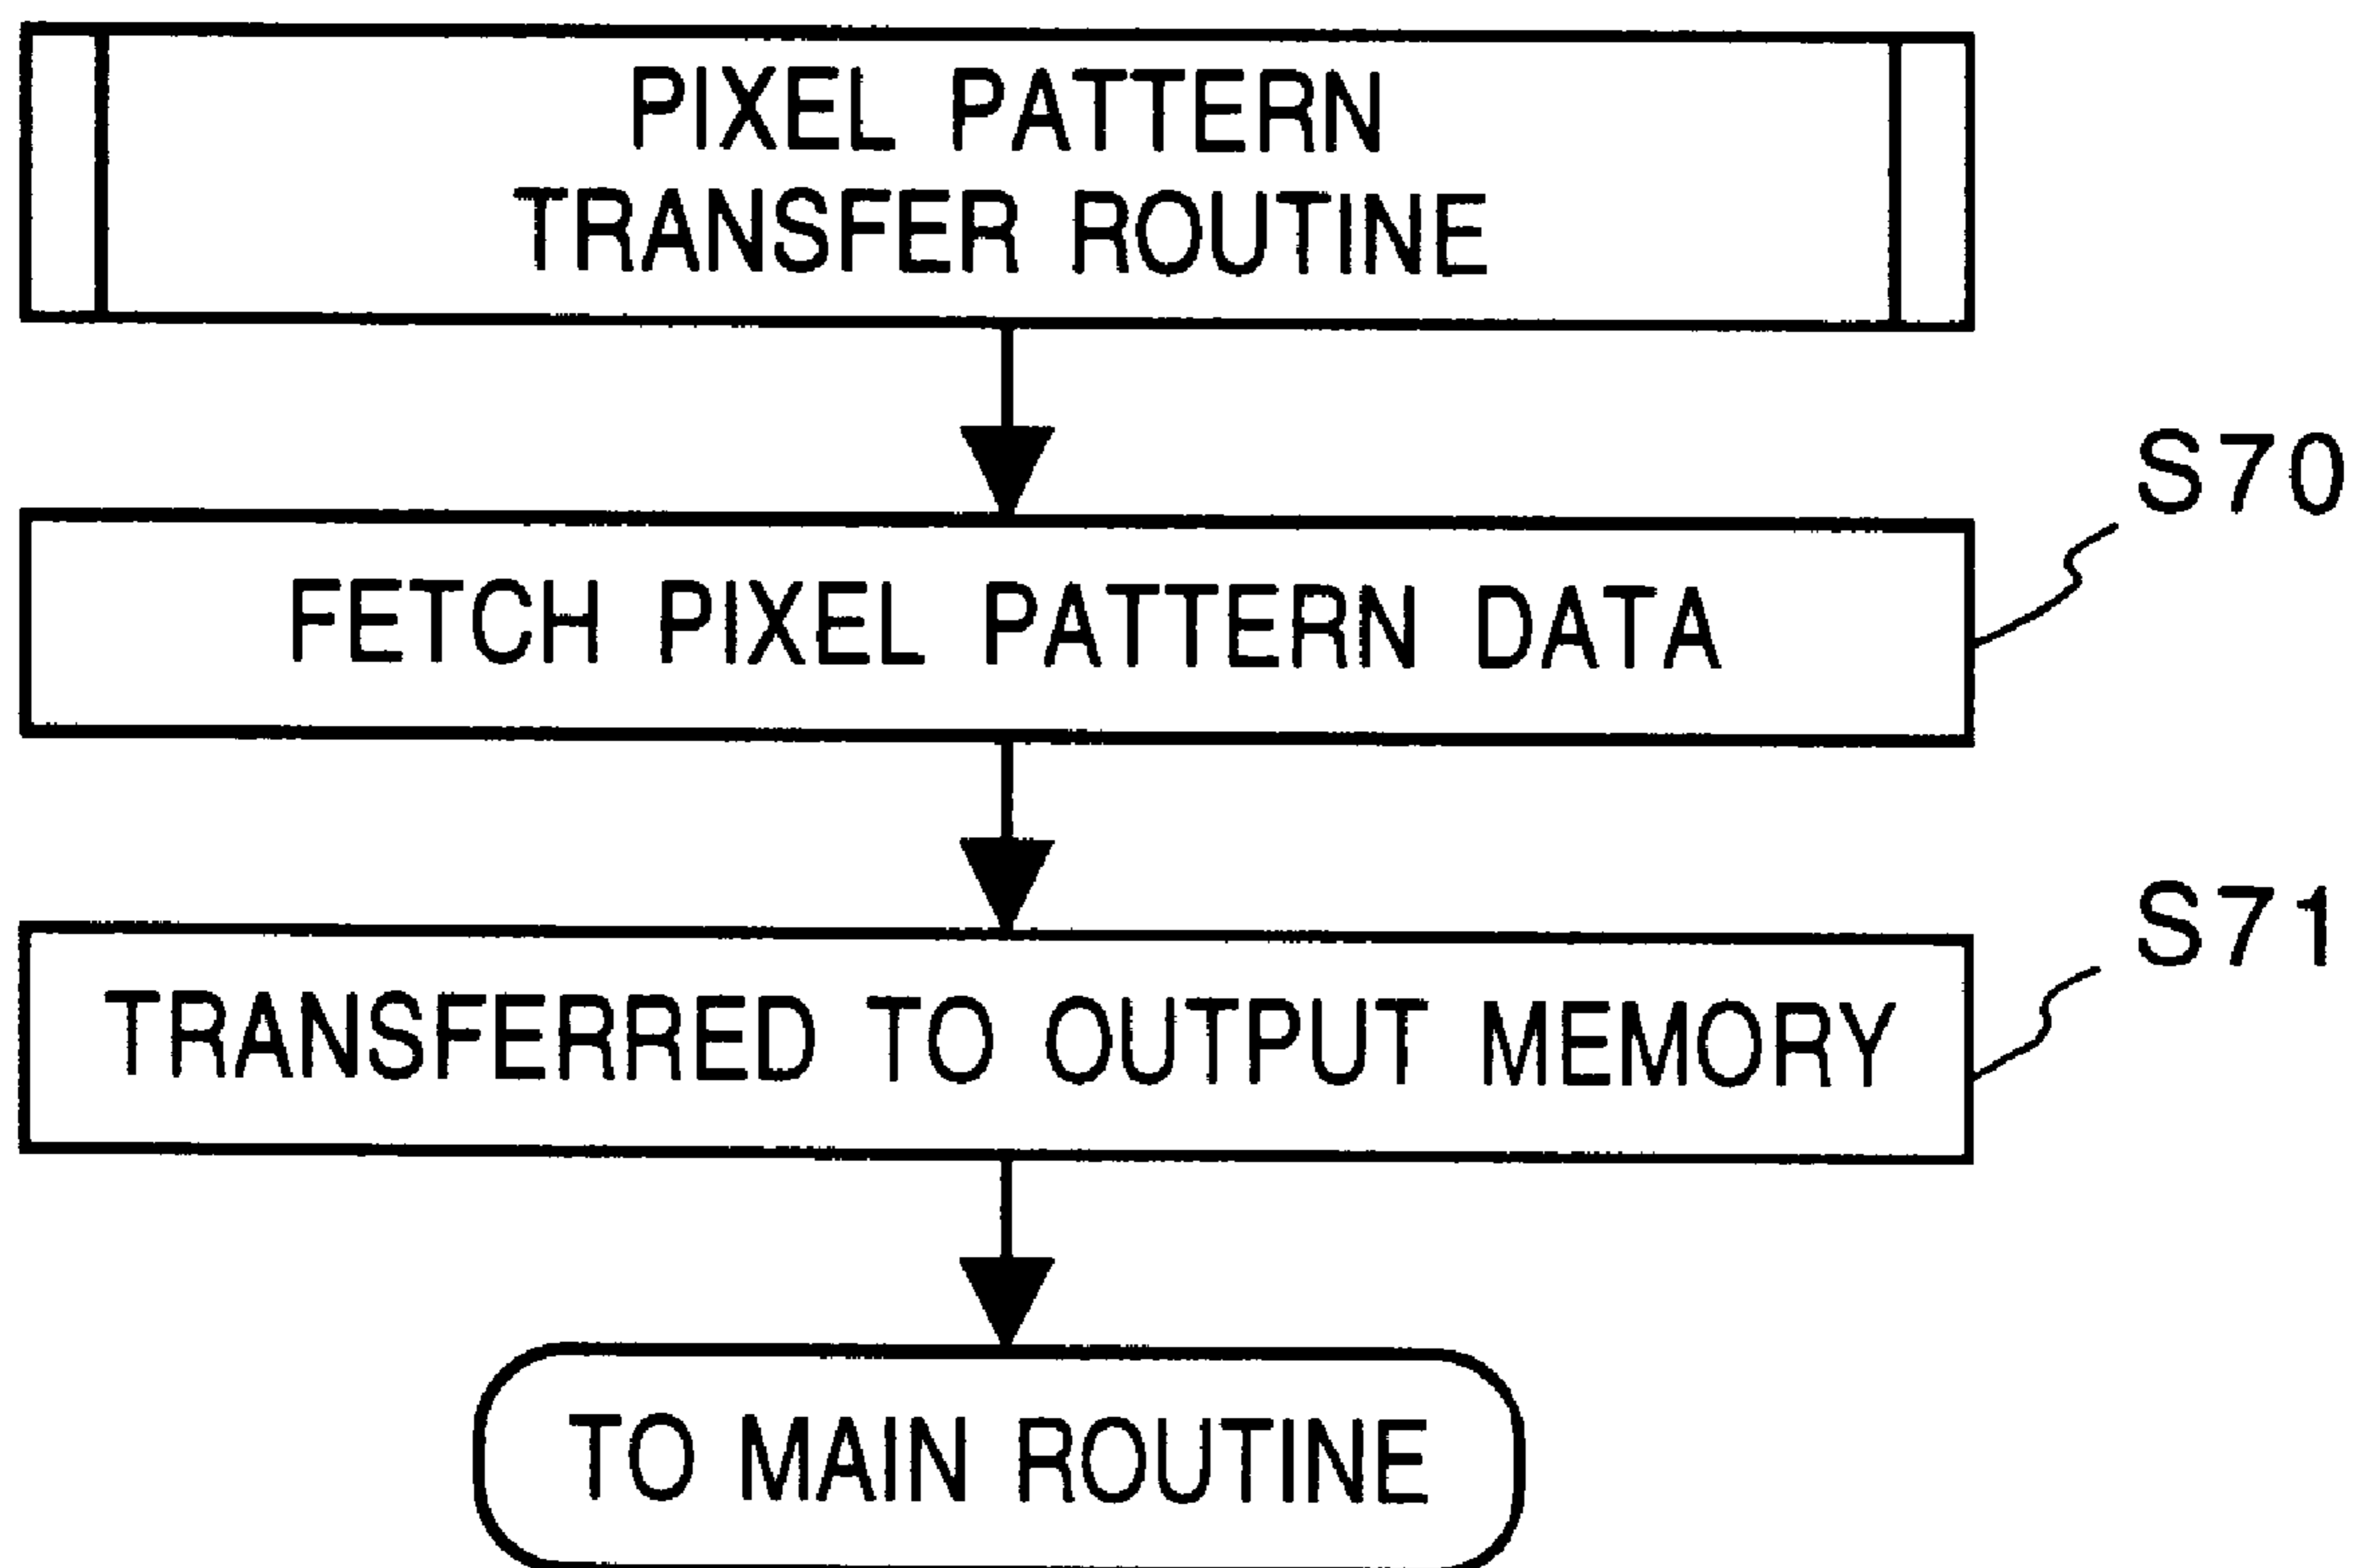 PIXEL PATTERN
TRANSFER ROUTINE
S70
FETCH PIXEL PATTERN DATA
S71
TRANSFERRED TO OUTPUT MEMORY
TO MAIN ROUTINE